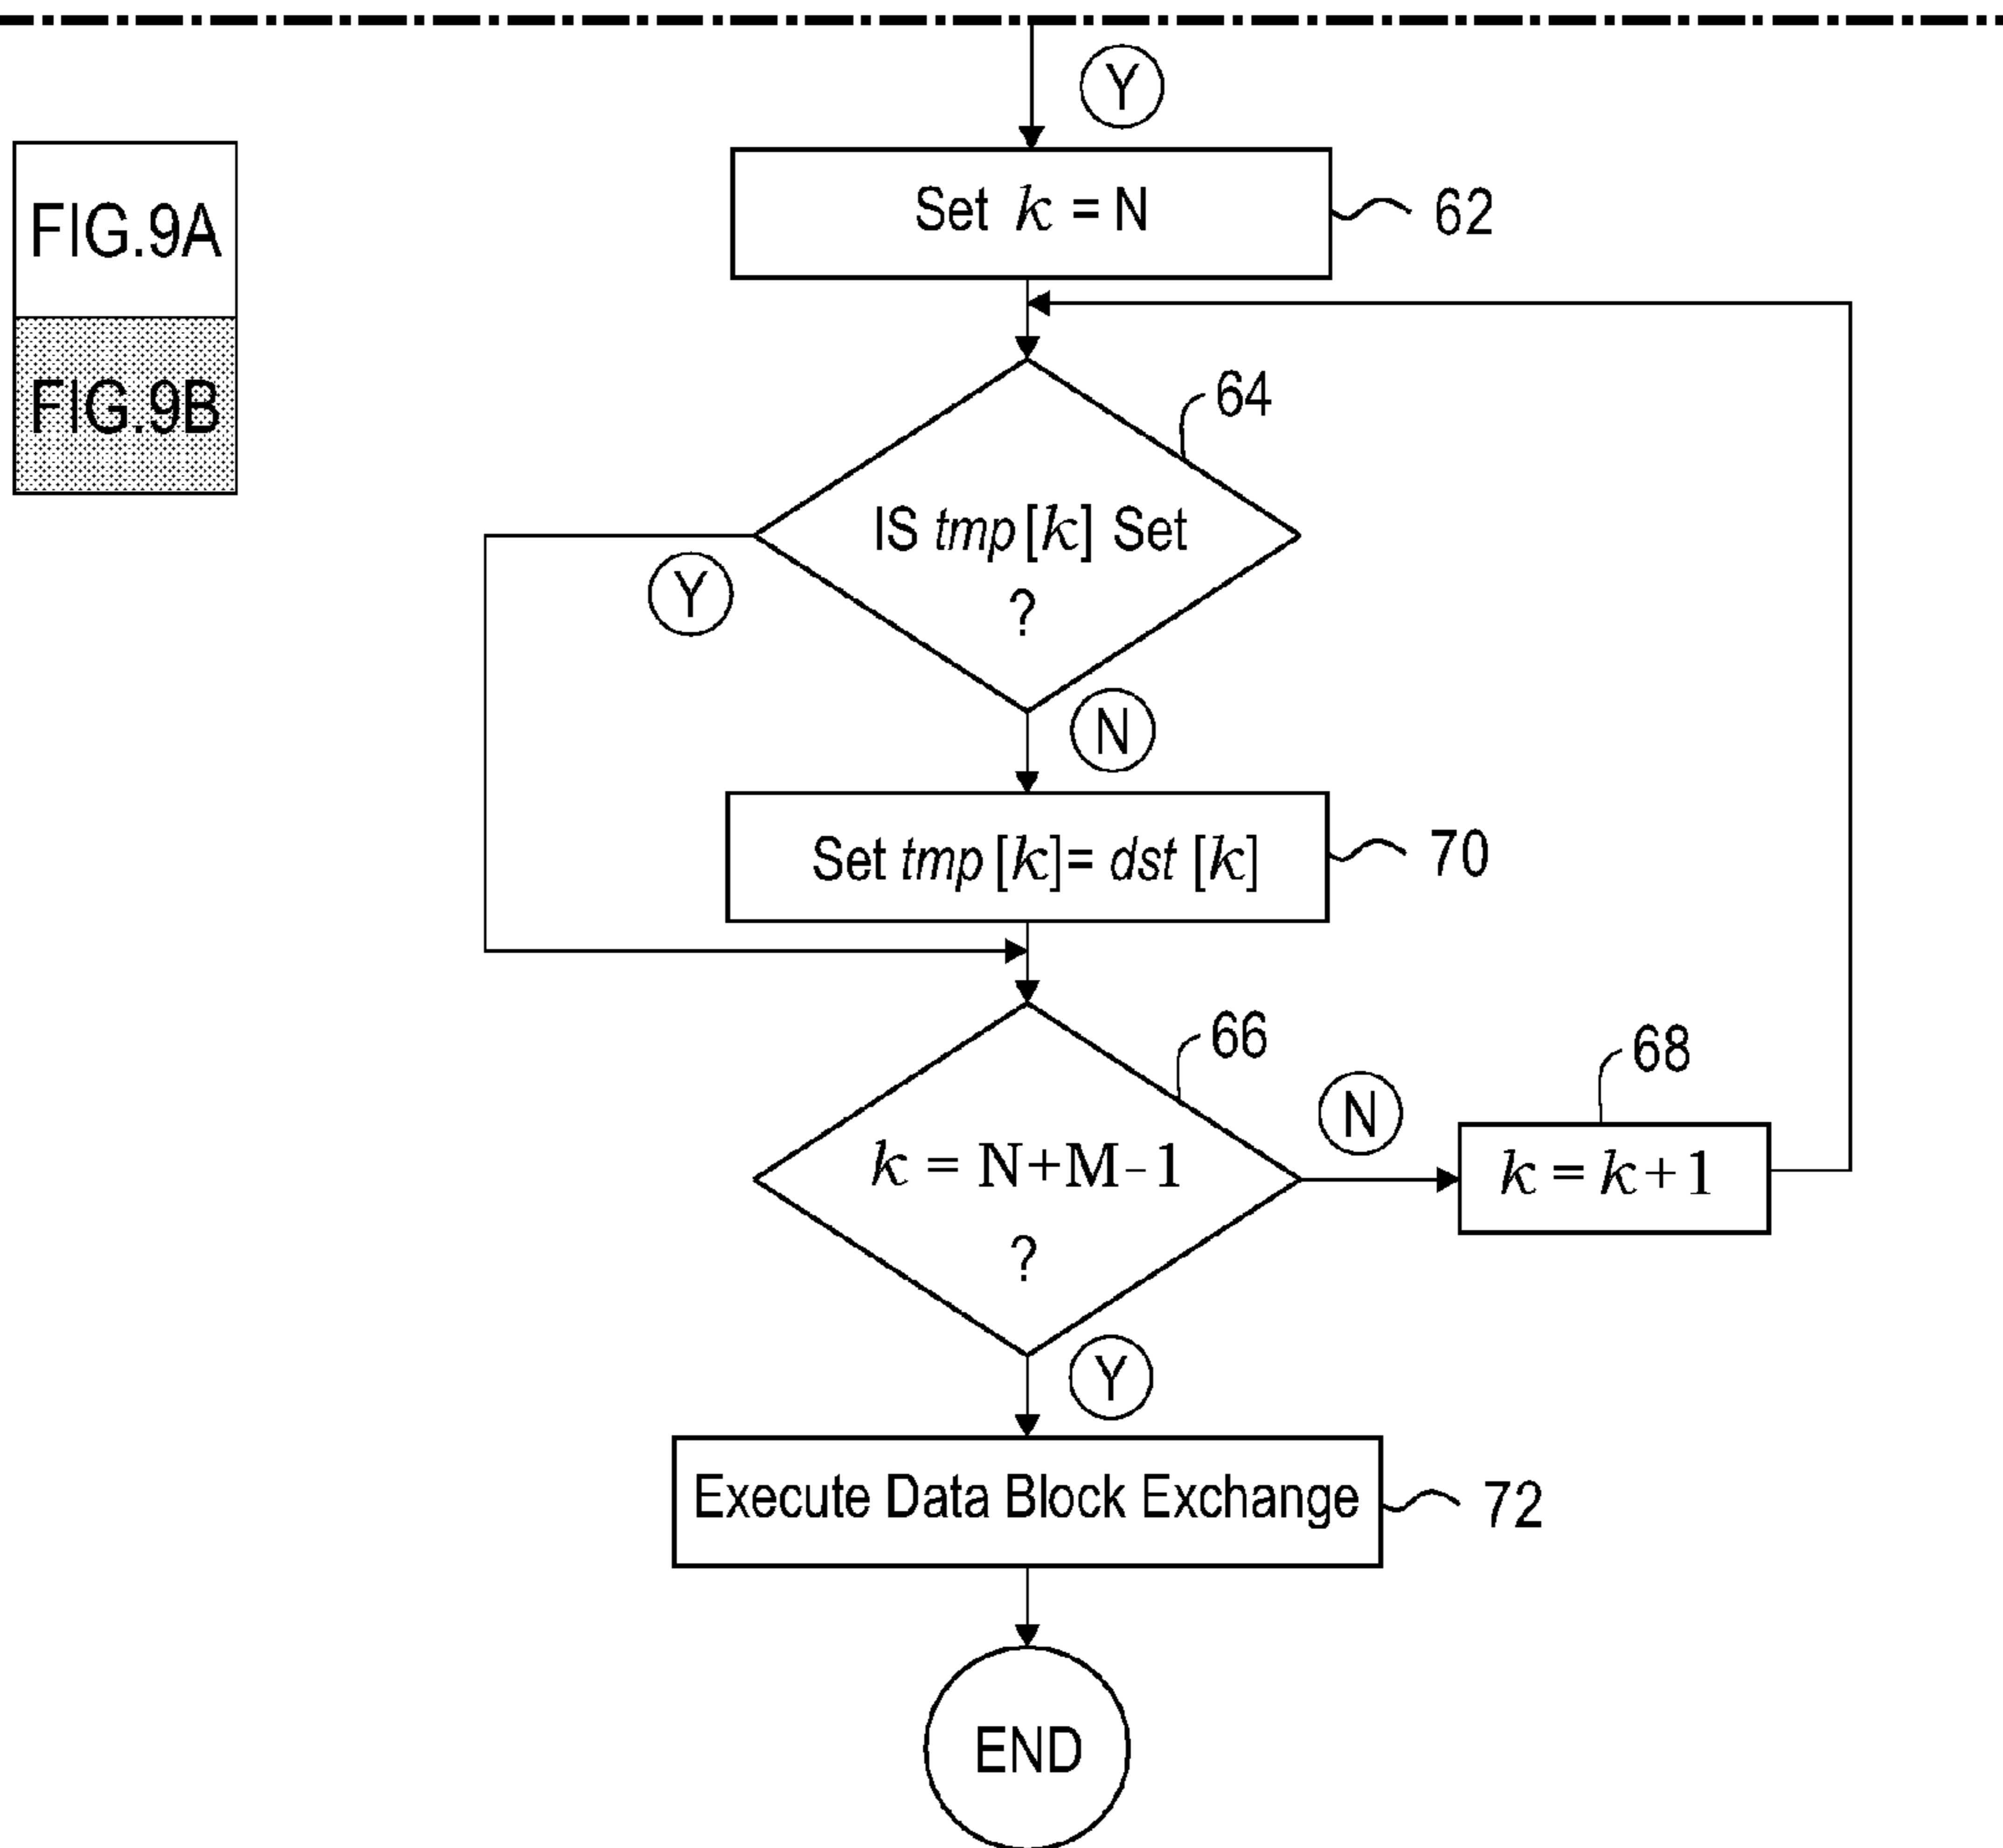 Y
FIG.9A
FIG.9B
Set k = N
62
64
IS tmp [k] Set
?
Y
N
Set tmp [k]= dst [k]
70
66
k = N+M-1
?
N
68
k = k+1
Y
Execute Data Block Exchange
72
END